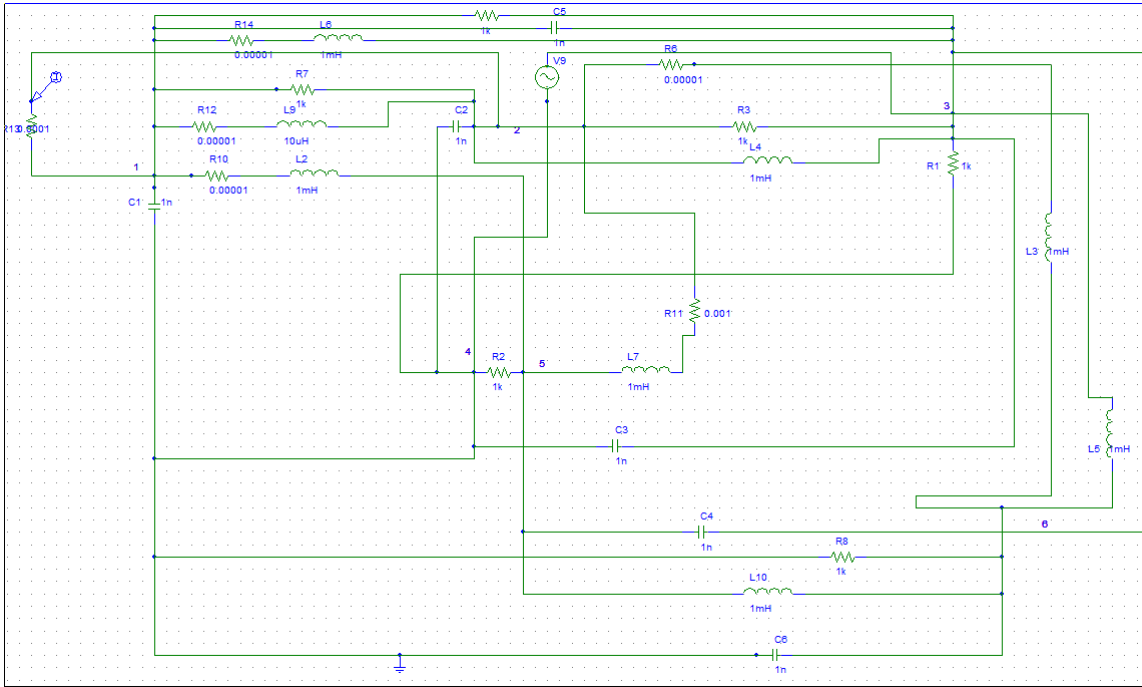 C5
1k
1n
R14
L6
0.00001
1mH
V9
R6
0.00001
R7
1k
R12
L9
0.00001
10uH
C2
1n
2
R3
1k
3
R13
0.0001
1
R10
L2
0.00001
1mH
L4
1mH
R1
1k
C1
1n
L3
1mH
R11
0.001
4
R2
1k
5
L7
1mH
L5
1mH
C3
1n
C4
1n
6
R8
1k
L10
1mH
C6
1n